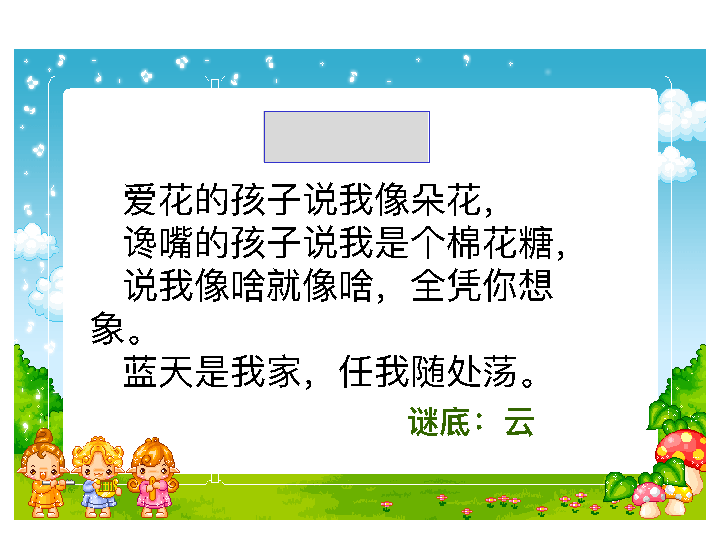 爱花的孩子说我像朵花，
馋嘴的孩子说我是个棉花糖，
说我像啥就像啥，全凭你想
象。
蓝天是我家，任我随处荡。
谜底：云